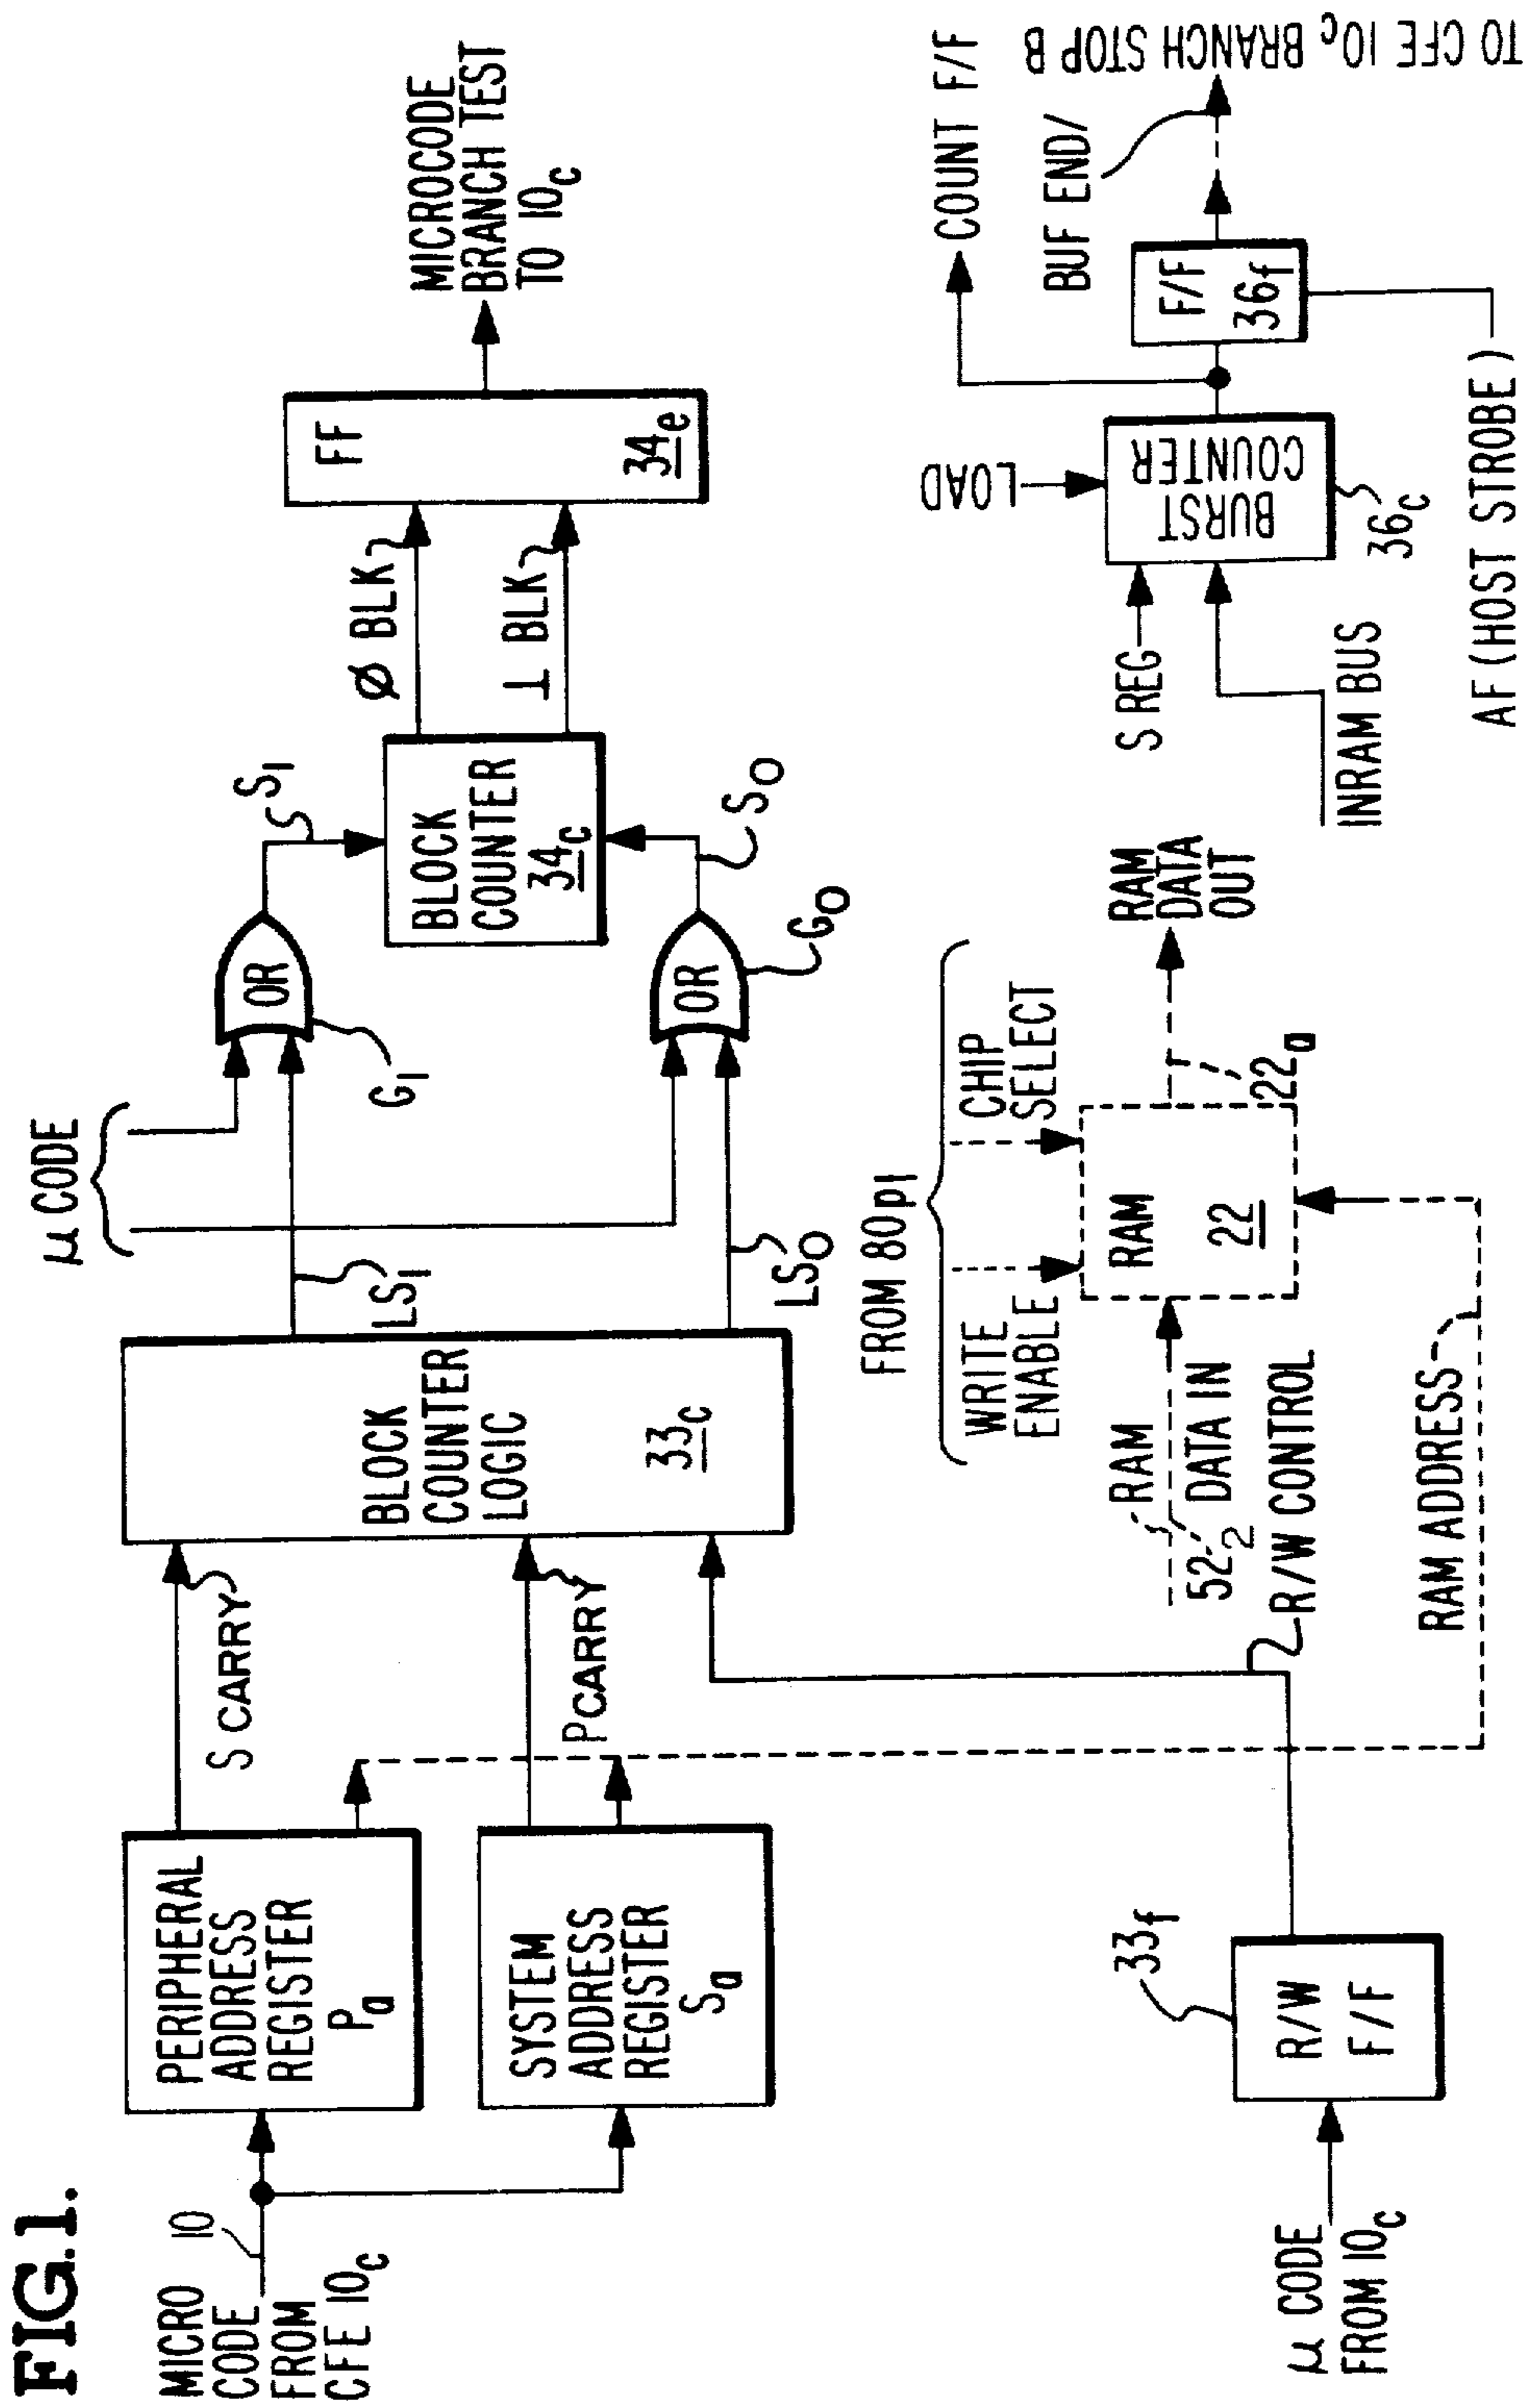 FIG.1.
MICRO
CODE
FROM
CFE 10c
10
PERIPHERAL
ADDRESS
REGISTER
Pa
SYSTEM
ADDRESS
REGISTER
Sa
S CARRY
PCARRY
BLOCK
COUNTER
LOGIC
33c
LS1
LS0
μ CODE
OR
G1
OR
G0
S1
S0
BLOCK
COUNTER
34c
Ø BLK
1 BLK
FF
34e
MICROCODE
BRANCH TEST
TO 10c
μ CODE
FROM 10c
R/W
F/F
33f
R/W CONTROL
RAM ADDRESS
FROM 80p1
WRITE
ENABLE
CHIP
SELECT
RAM
DATA IN
52-2
RAM
22
22a
RAM
DATA
OUT
S REG
INRAM BUS
LOAD
BURST
COUNTER
36c
COUNT F/F
F/F
36f
AF (HOST STROBE)
BUF END/
TO CFE 10c BRANCH STOP B